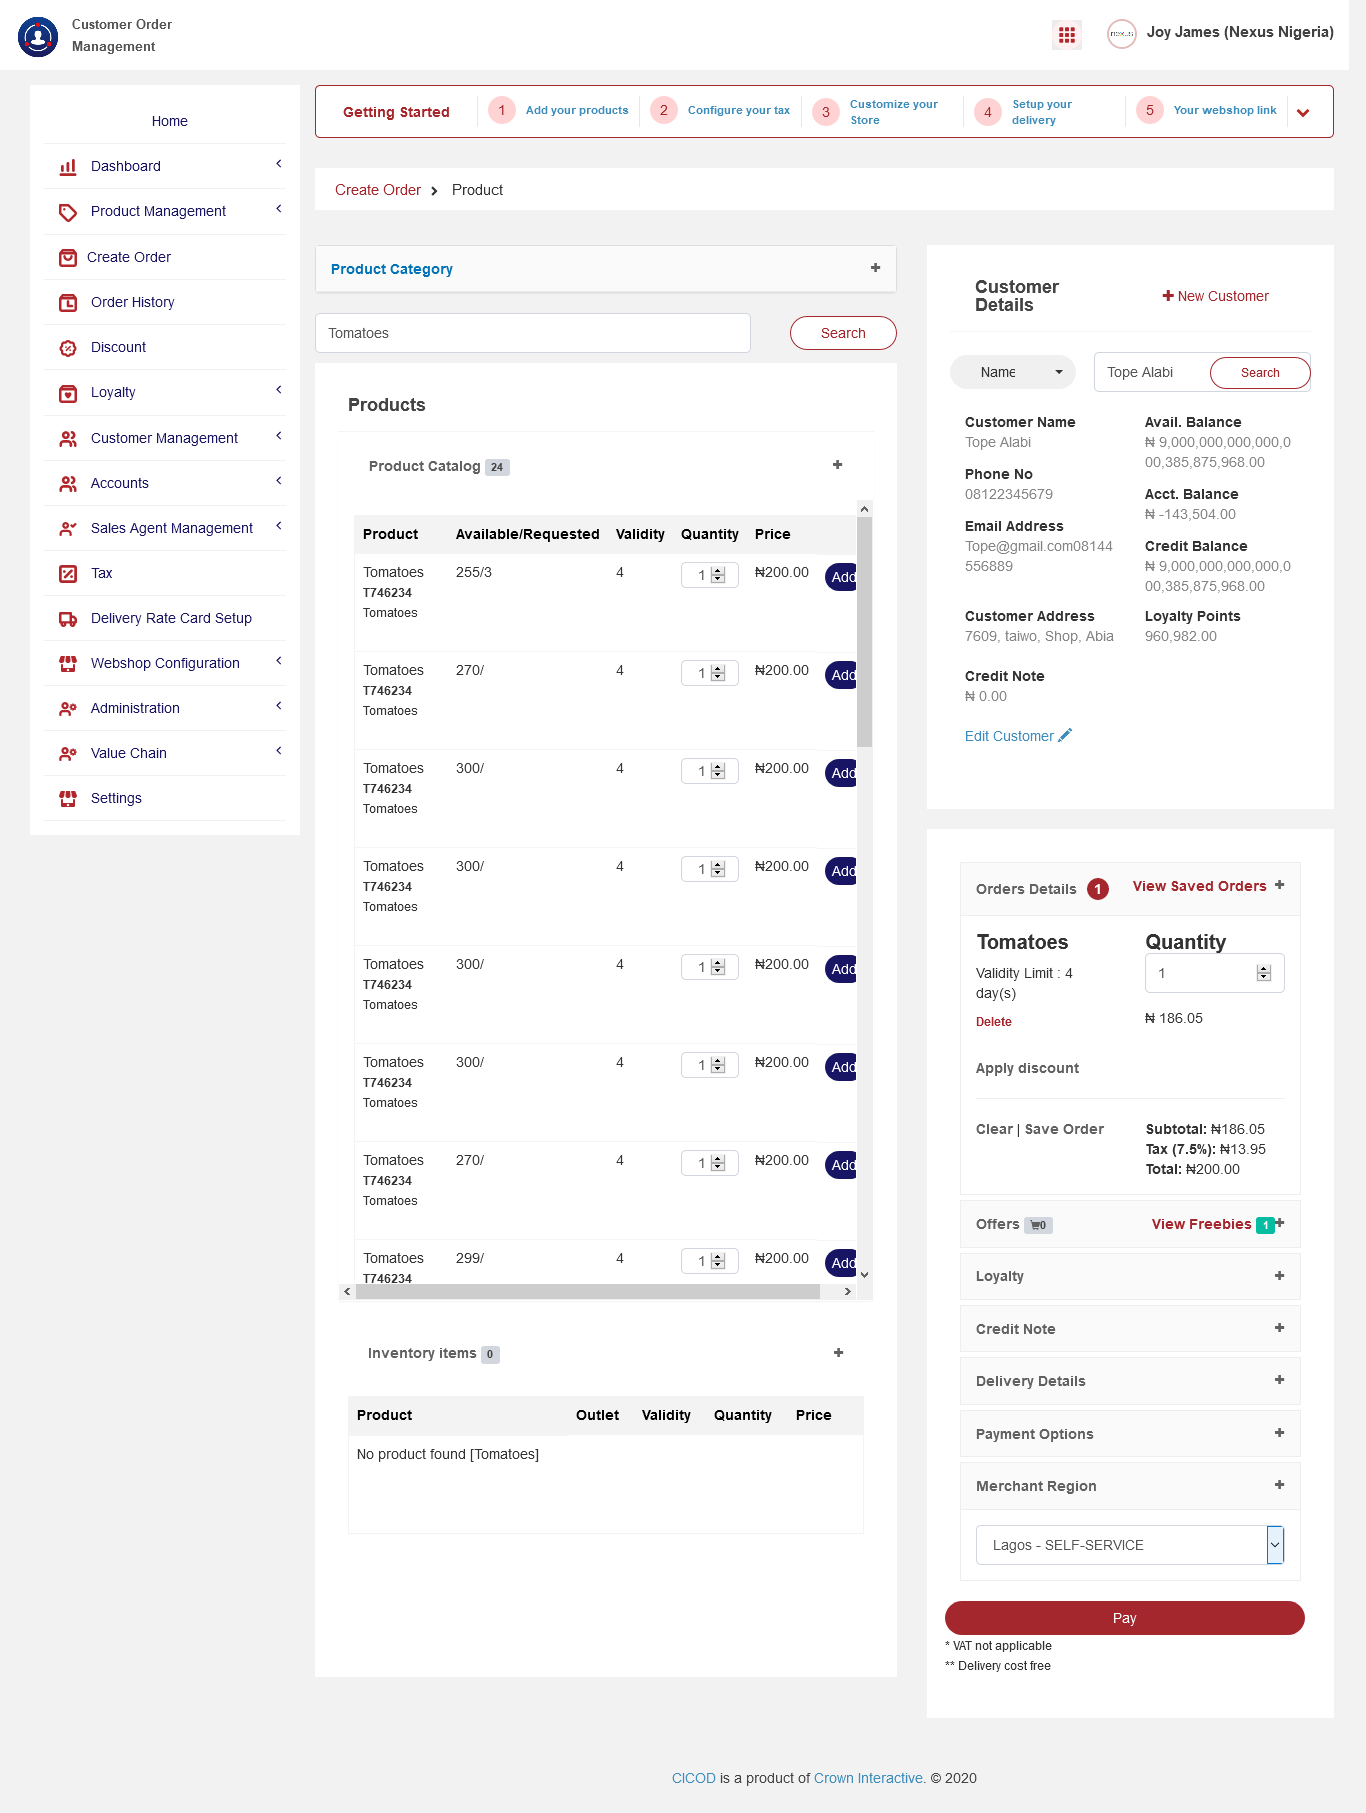 Customer Order
Management
nexus
Joy James (Nexus Nigeria)
Home
Dashboard
Product Management
Create Order
Order History
Discount
Loyalty
Customer Management
Accounts
Sales Agent Management
Tax
Delivery Rate Card Setup
Webshop Configuration
Administration
Value Chain
Settings
Getting Started
1 Add your products
2 Configure your tax
3 Customize your
Store
4 Setup your
delivery
5 Your webshop link
Create Order Product
Product Category
Tomatoes
Search
Products
Product Catalog 24
Product Available/Requested Validity Quantity Price
Tomatoes 255/3 4 1 ₦200.00 Add
T746234
Tomatoes
Tomatoes 270/ 4 1 ₦200.00 Add
T746234
Tomatoes
Tomatoes 300/ 4 1 ₦200.00 Add
T746234
Tomatoes
Tomatoes 300/ 4 1 ₦200.00 Add
T746234
Tomatoes
Tomatoes 300/ 4 1 ₦200.00 Add
T746234
Tomatoes
Tomatoes 300/ 4 1 ₦200.00 Add
T746234
Tomatoes
Tomatoes 270/ 4 1 ₦200.00 Add
T746234
Tomatoes
Tomatoes 299/ 4 1 ₦200.00 Add
T746234
Inventory items 0
Product Outlet Validity Quantity Price
No product found [Tomatoes]
Customer
Details
New Customer
Name
Tope Alabi
Search
Customer Name
Tope Alabi
Phone No
08122345679
Email Address
Tope@gmail.com08144
556889
Customer Address
7609, taiwo, Shop, Abia
Credit Note
₦ 0.00
Edit Customer
Avail. Balance
₦ 9,000,000,000,000,0
00,385,875,968.00
Acct. Balance
₦ -143,504.00
Credit Balance
₦ 9,000,000,000,000,0
00,385,875,968.00
Loyalty Points
960,982.00
Orders Details 1 View Saved Orders
Tomatoes
Validity Limit : 4
day(s)
Delete
Quantity
1
₦ 186.05
Apply discount
Clear | Save Order
Subtotal: ₦186.05
Tax (7.5%): ₦13.95
Total: ₦200.00
Offers 0 View Freebies 1
Loyalty
Credit Note
Delivery Details
Payment Options
Merchant Region
Lagos - SELF-SERVICE
Pay
* VAT not applicable
** Delivery cost free
CICOD is a product of Crown Interactive. © 2020